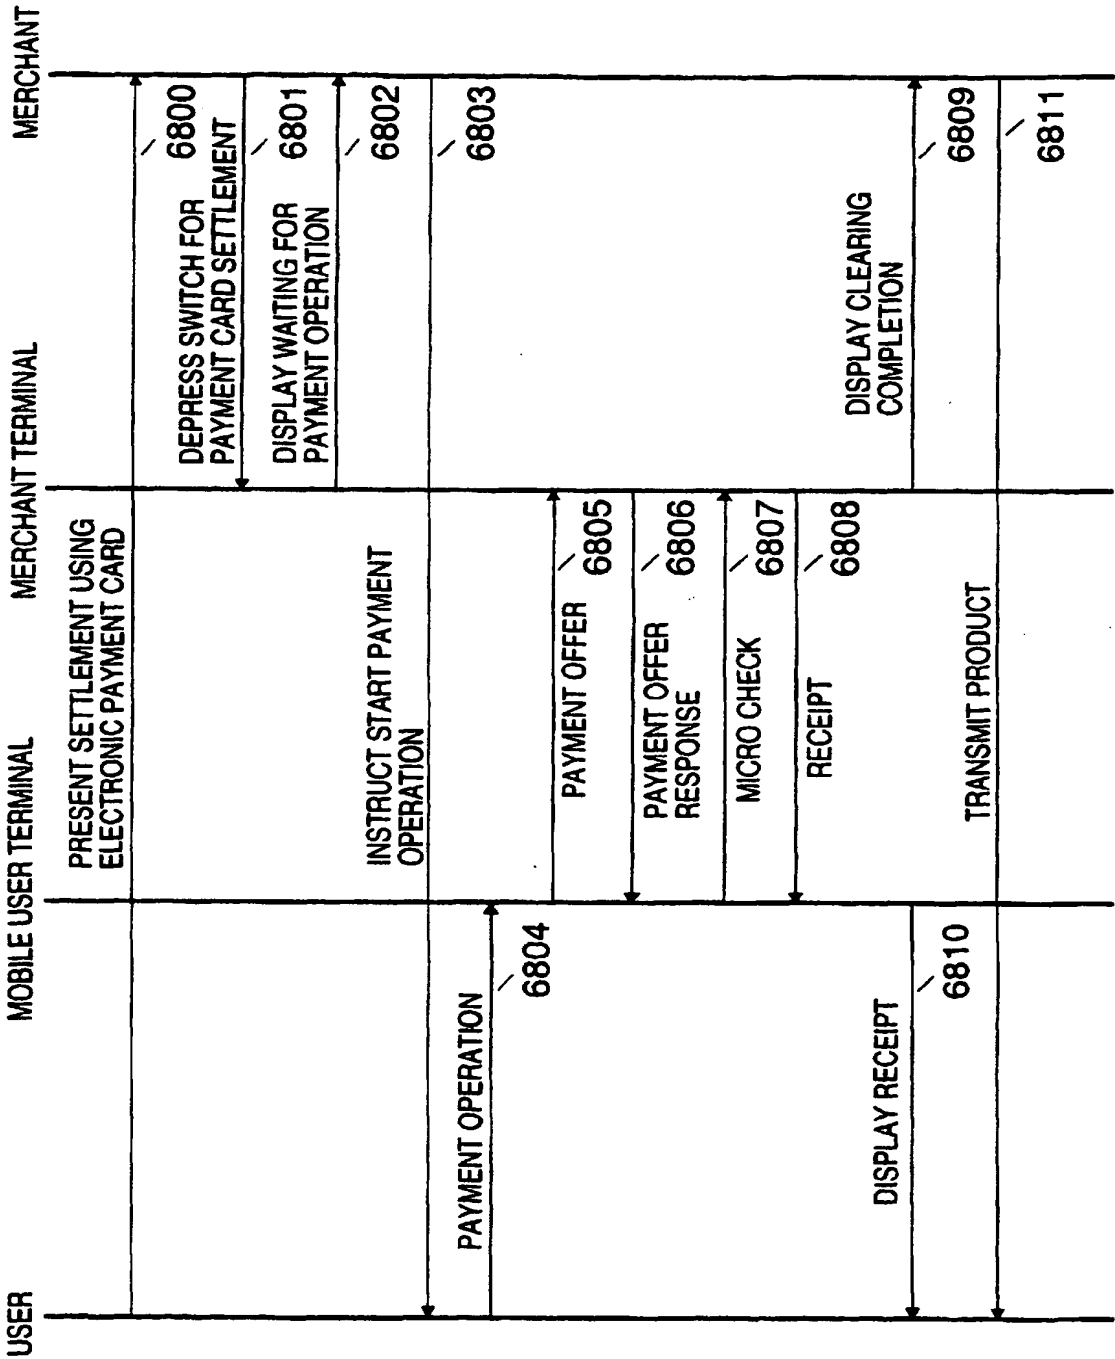 USER
MOBILE USER TERMINAL
MERCHANT TERMINAL
MERCHANT
PRESENT SETTLEMENT USING
ELECTRONIC PAYMENT CARD
6800
DEPRESS SWITCH FOR
PAYMENT CARD SETTLEMENT
6801
DISPLAY WAITING FOR
PAYMENT OPERATION
6802
INSTRUCT START PAYMENT
OPERATION
6803
PAYMENT OPERATION
6804
PAYMENT OFFER
6805
PAYMENT OFFER
RESPONSE
6806
MICRO CHECK
6807
RECEIPT
6808
DISPLAY CLEARING
COMPLETION
6809
DISPLAY RECEIPT
6810
TRANSMIT PRODUCT
6811